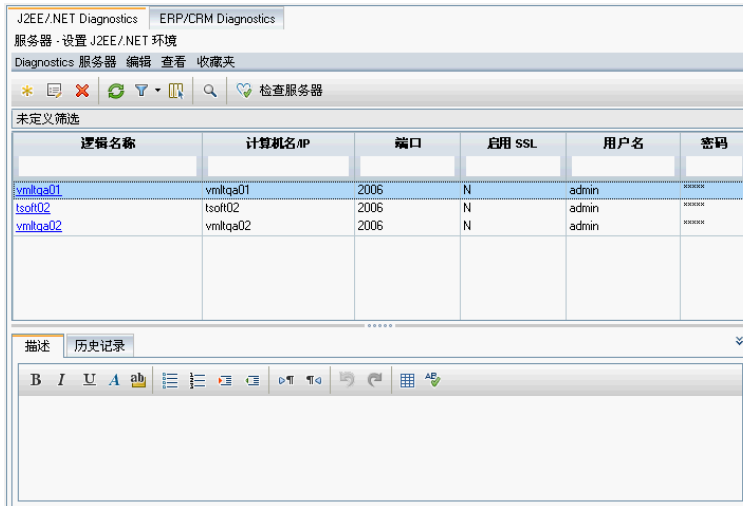 J2EE/.NET Diagnostics ERP/CRM Diagnostics
服务器 - 设置 J2EE/.NET 环境
Diagnostics 服务器 编辑 查看 收藏夹
检查服务器
未定义筛选
逻辑名称 计算机名/IP 端口 启用 SSL 用户名 密码
vmltqa01 vmltqa01 2006 N admin *****
tsoft02 tsoft02 2006 N admin *****
vmltqa02 vmltqa02 2006 N admin *****
描述 历史记录
B I U A ab